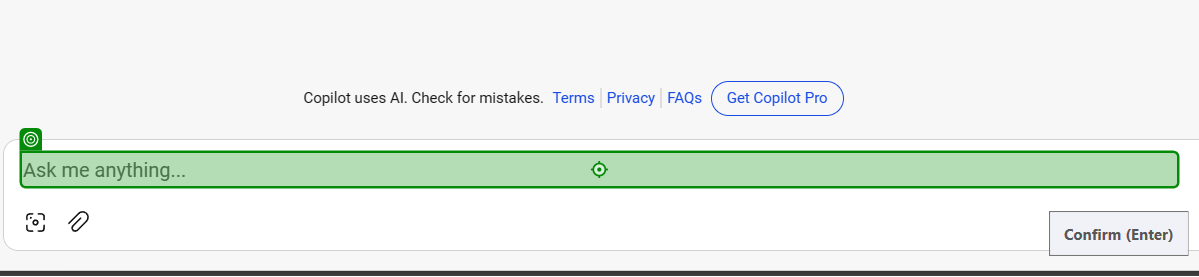 Copilot uses AI. Check for mistakes. Terms Privacy FAQs Get Copilot Pro
Ask me anything...
Confirm (Enter)